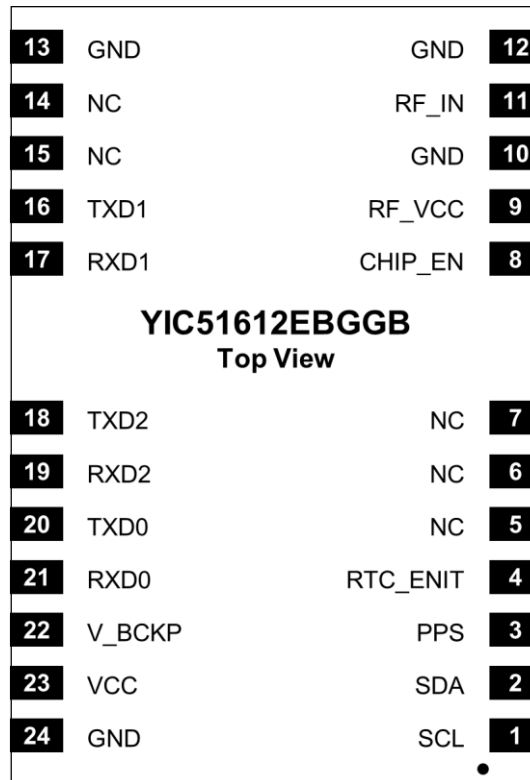 13 GND GND 12
14 NC RF_IN 11
15 NC GND 10
16 TXD1 RF_VCC 9
17 RXD1 CHIP_EN 8
YIC51612EBGGB
Top View
18 TXD2 NC 7
19 RXD2 NC 6
20 TXD0 NC 5
21 RXD0 RTC_ENIT 4
22 V_BCKP PPS 3
23 VCC SDA 2
24 GND SCL 1